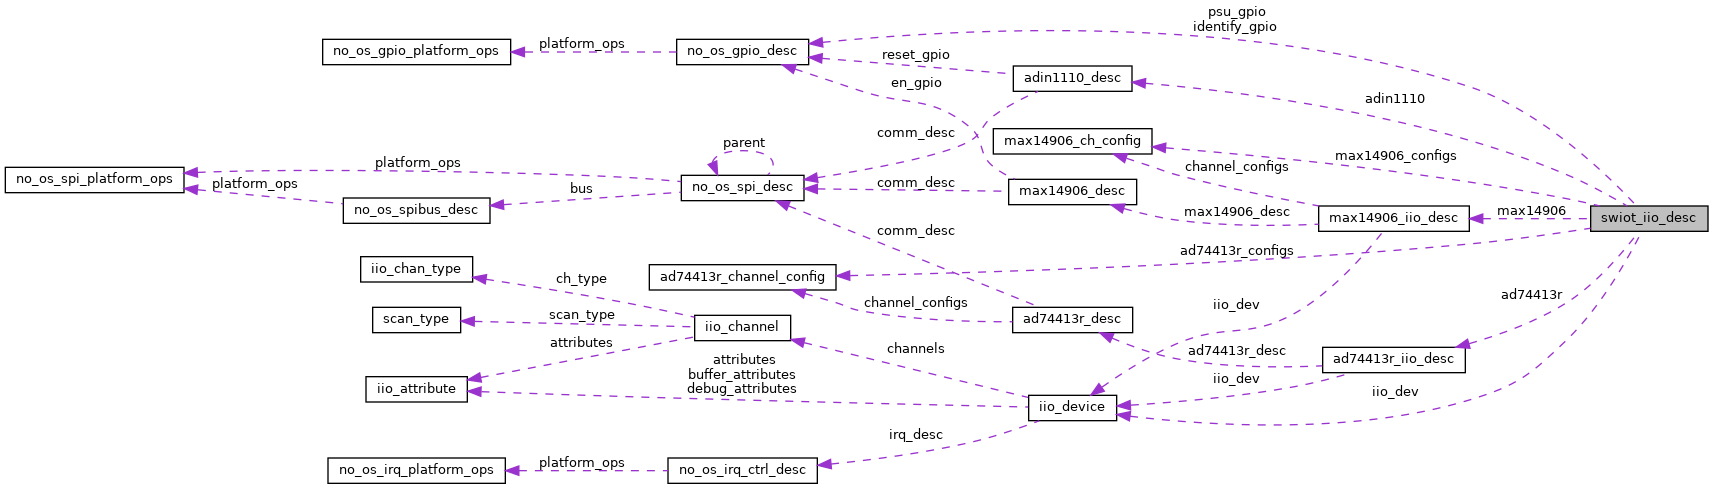 psu_gpio
identify_gpio
no_os_gpio_platform_ops
platform_ops
no_os_gpio_desc
reset_gpio
adin1110_desc
en_gpio
adin1110
comm_desc
max14906_ch_config
parent
max14906_configs
platform_ops
channel_configs
no_os_spi_platform_ops
platform_ops
bus
no_os_spi_desc
comm_desc
max14906_desc
no_os_spibus_desc
max14906_desc
max14906_iio_desc
max14906
swiot_iio_desc
comm_desc
ad74413r_configs
iio_chan_type
ch_type
ad74413r_channel_config
ad74413r
channel_configs
iio_dev
scan_type
scan_type
iio_channel
ad74413r_desc
attributes
channels
ad74413r_desc
ad74413r_iio_desc
attributes
buffer_attributes
debug_attributes
iio_attribute
iio_dev
iio_dev
iio_device
irq_desc
no_os_irq_platform_ops
platform_ops
no_os_irq_ctrl_desc